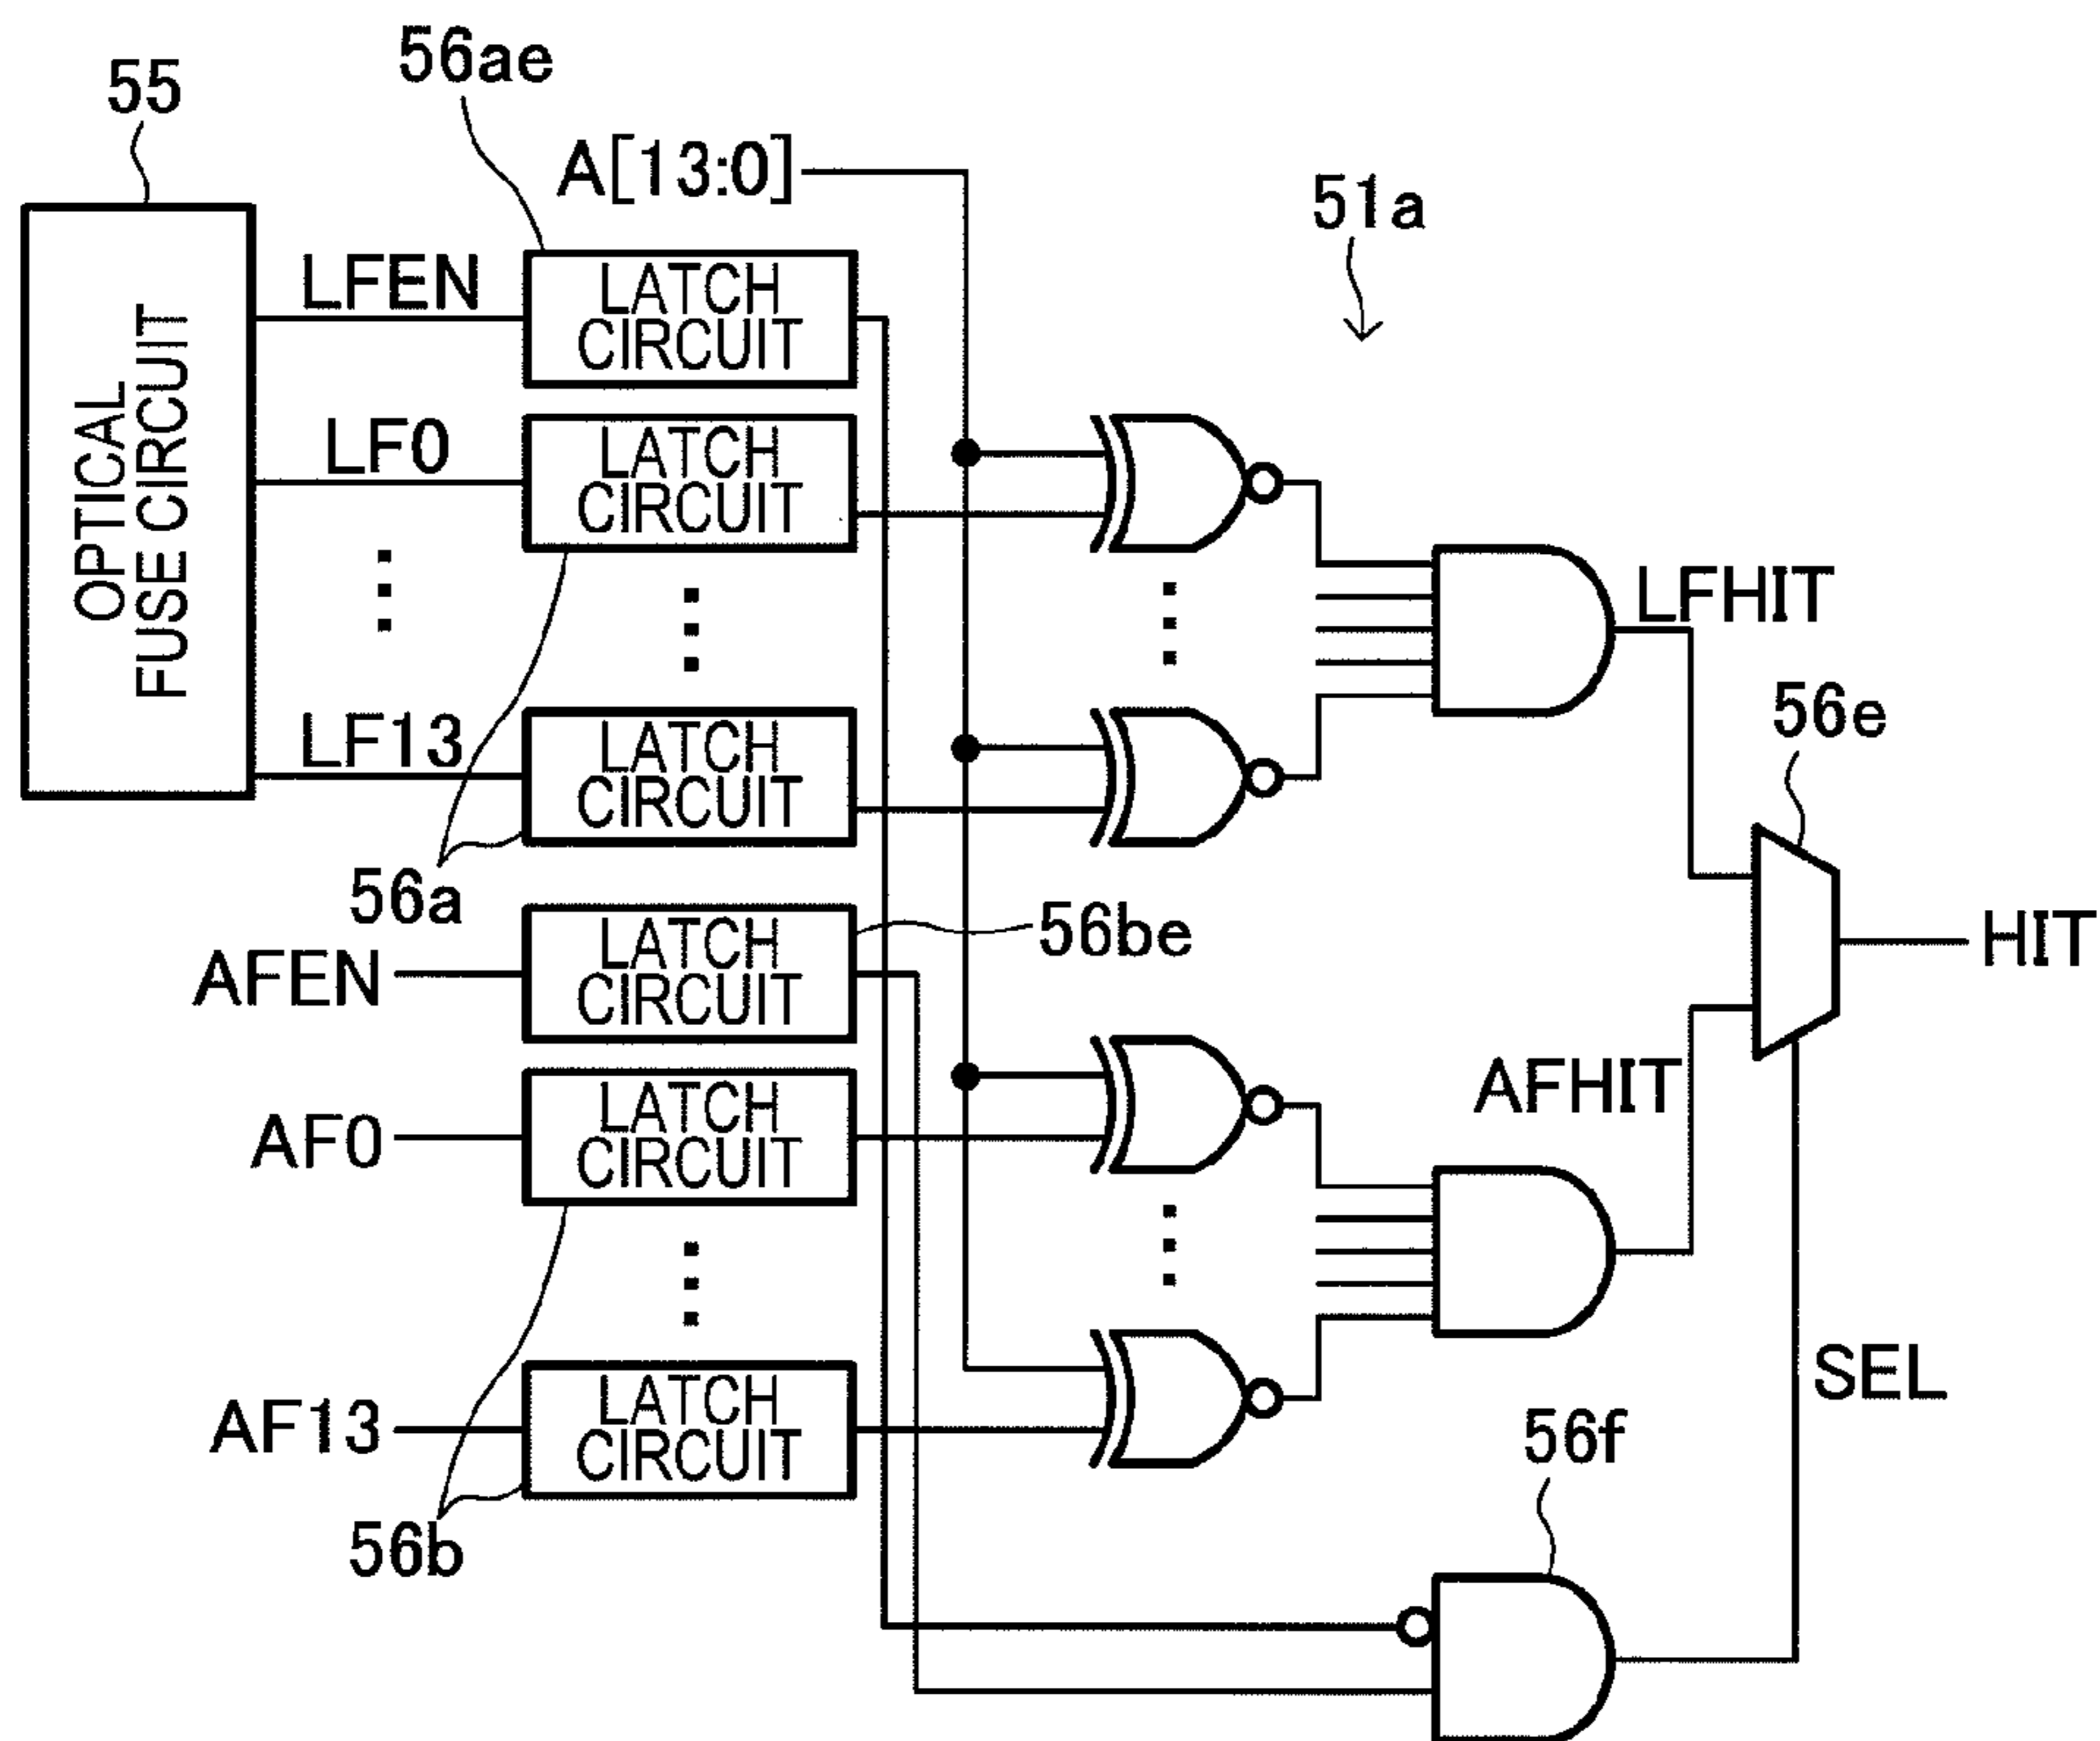 56ae
55
A[13:0]
51a
LFEN
LATCH
CIRCUIT
OPTICAL
FUSE CIRCUIT
LF0
LATCH
CIRCUIT
LFHIT
LF13
LATCH
CIRCUIT
56e
56a
LATCH
CIRCUIT
56be
HIT
AFEN
AFHIT
AF0
LATCH
CIRCUIT
SEL
AF13
LATCH
CIRCUIT
56f
56b